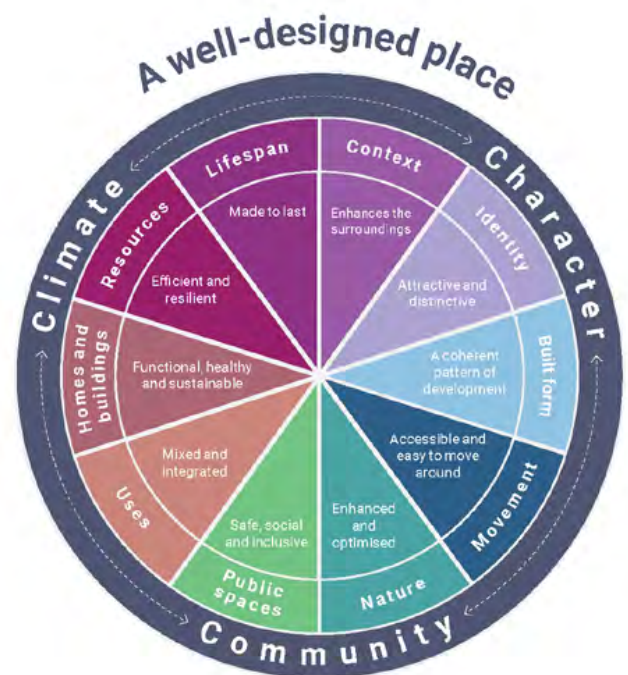 A well-designed place
Climate
Character
Community
Context
Enhances the
surroundings
Identity
Attractive and
distinctive
Built form
A coherent
pattern of
development
Movement
Accessible and
easy to move
around
Nature
Enhanced
and
optimised
Public
spaces
Safe, social
and inclusive
Uses
Mixed and
integrated
Homes and
buildings
Functional, healthy
and sustainable
Resources
Efficient and
resilient
Lifespan
Made to last